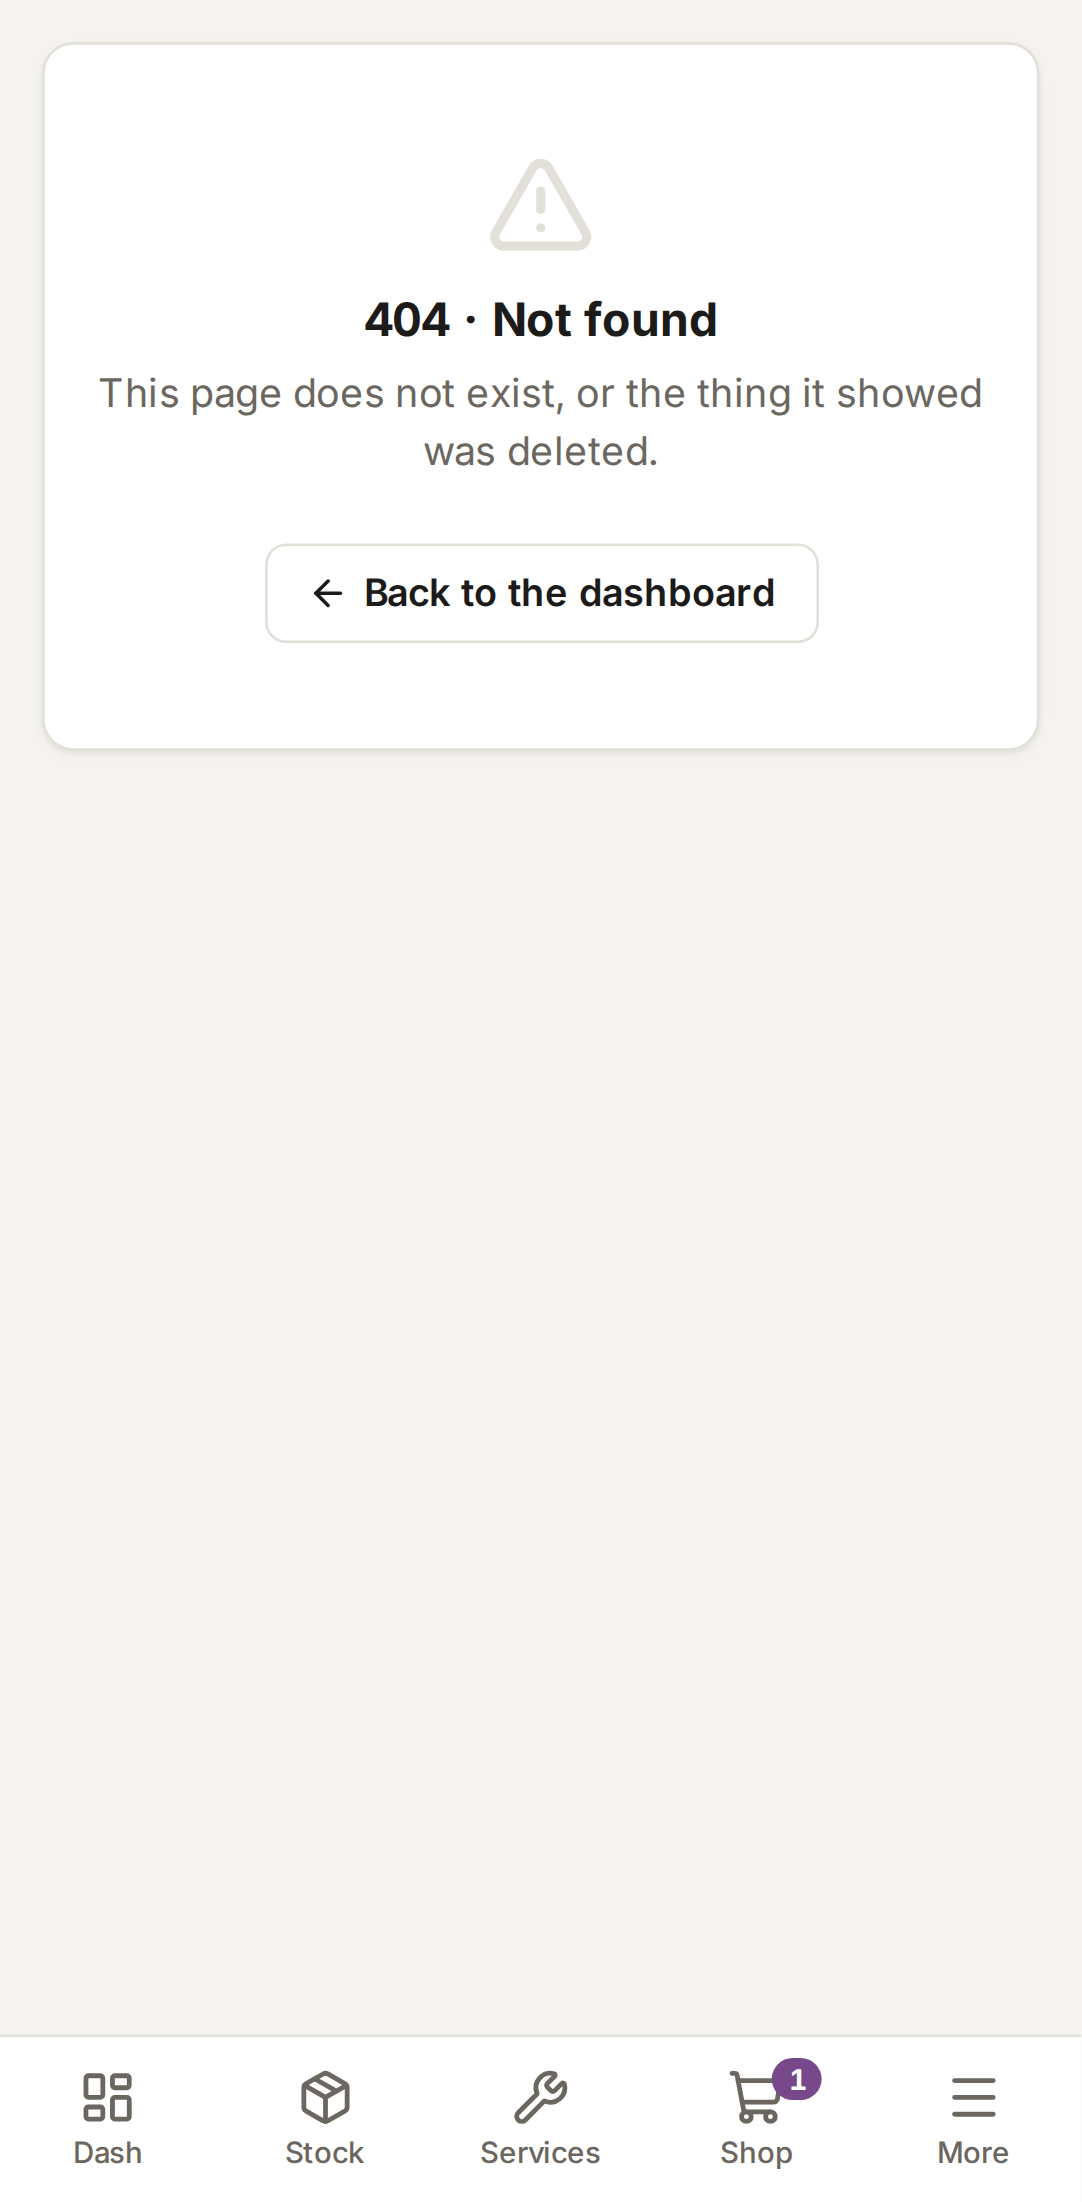 404 · Not found
This page does not exist, or the thing it showed
was deleted.
Back to the dashboard
1
Dash
Stock
Services
Shop
More